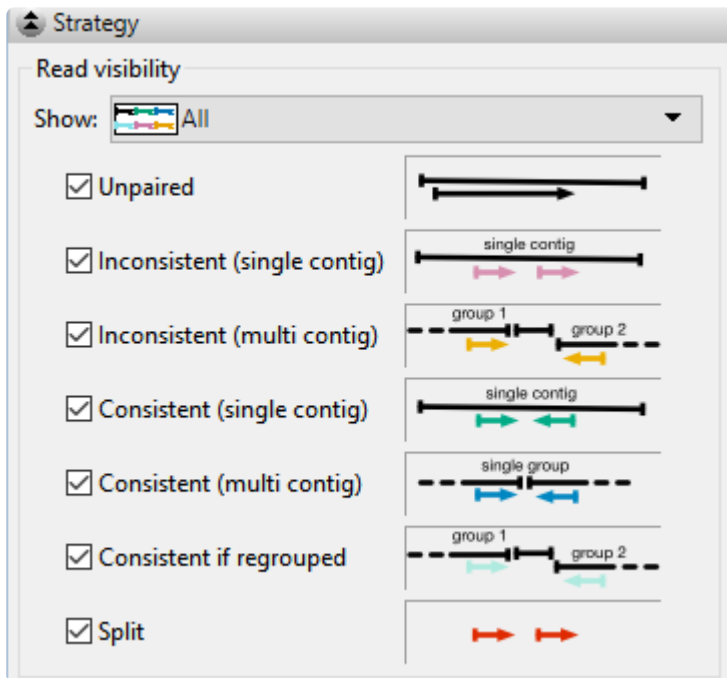 Strategy
Read visibility
Show: All
Unpaired
Inconsistent (single contig)
single contig
Inconsistent (multi contig)
group 1
group 2
Consistent (single contig)
single contig
Consistent (multi contig)
single group
Consistent if regrouped
group 1
group 2
Split